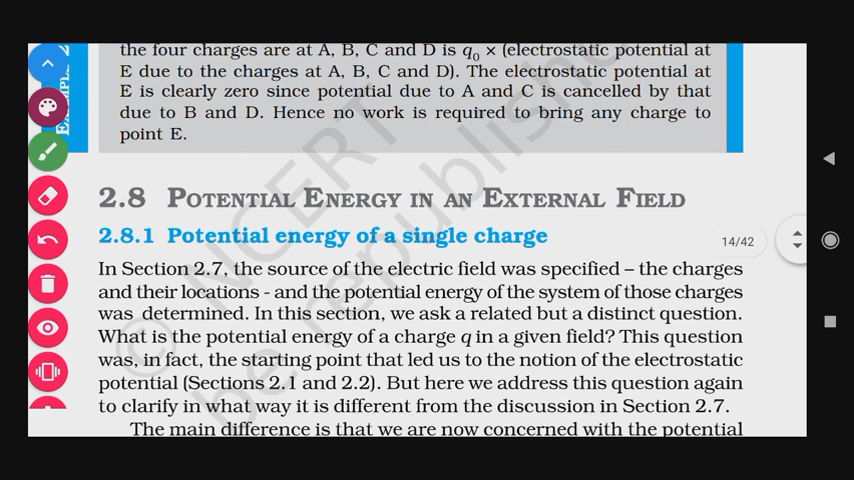 the four charges are at A, B, C and D is q0 × (electrostatic potential at
E due to the charges at A, B, C and D). The electrostatic potential at
E is clearly zero since potential due to A and C is cancelled by that
due to B and D. Hence no work is required to bring any charge to
point E.
2.8 POTENTIAL ENERGY IN AN EXTERNAL FIELD
2.8.1 Potential energy of a single charge
14/42
In Section 2.7, the source of the electric field was specified – the charges
and their locations - and the potential energy of the system of those charges
was determined. In this section, we ask a related but a distinct question.
What is the potential energy of a charge q in a given field? This question
was, in fact, the starting point that led us to the notion of the electrostatic
potential (Sections 2.1 and 2.2). But here we address this question again
to clarify in what way it is different from the discussion in Section 2.7.
The main difference is that we are now concerned with the potential
© NCERT
be republished